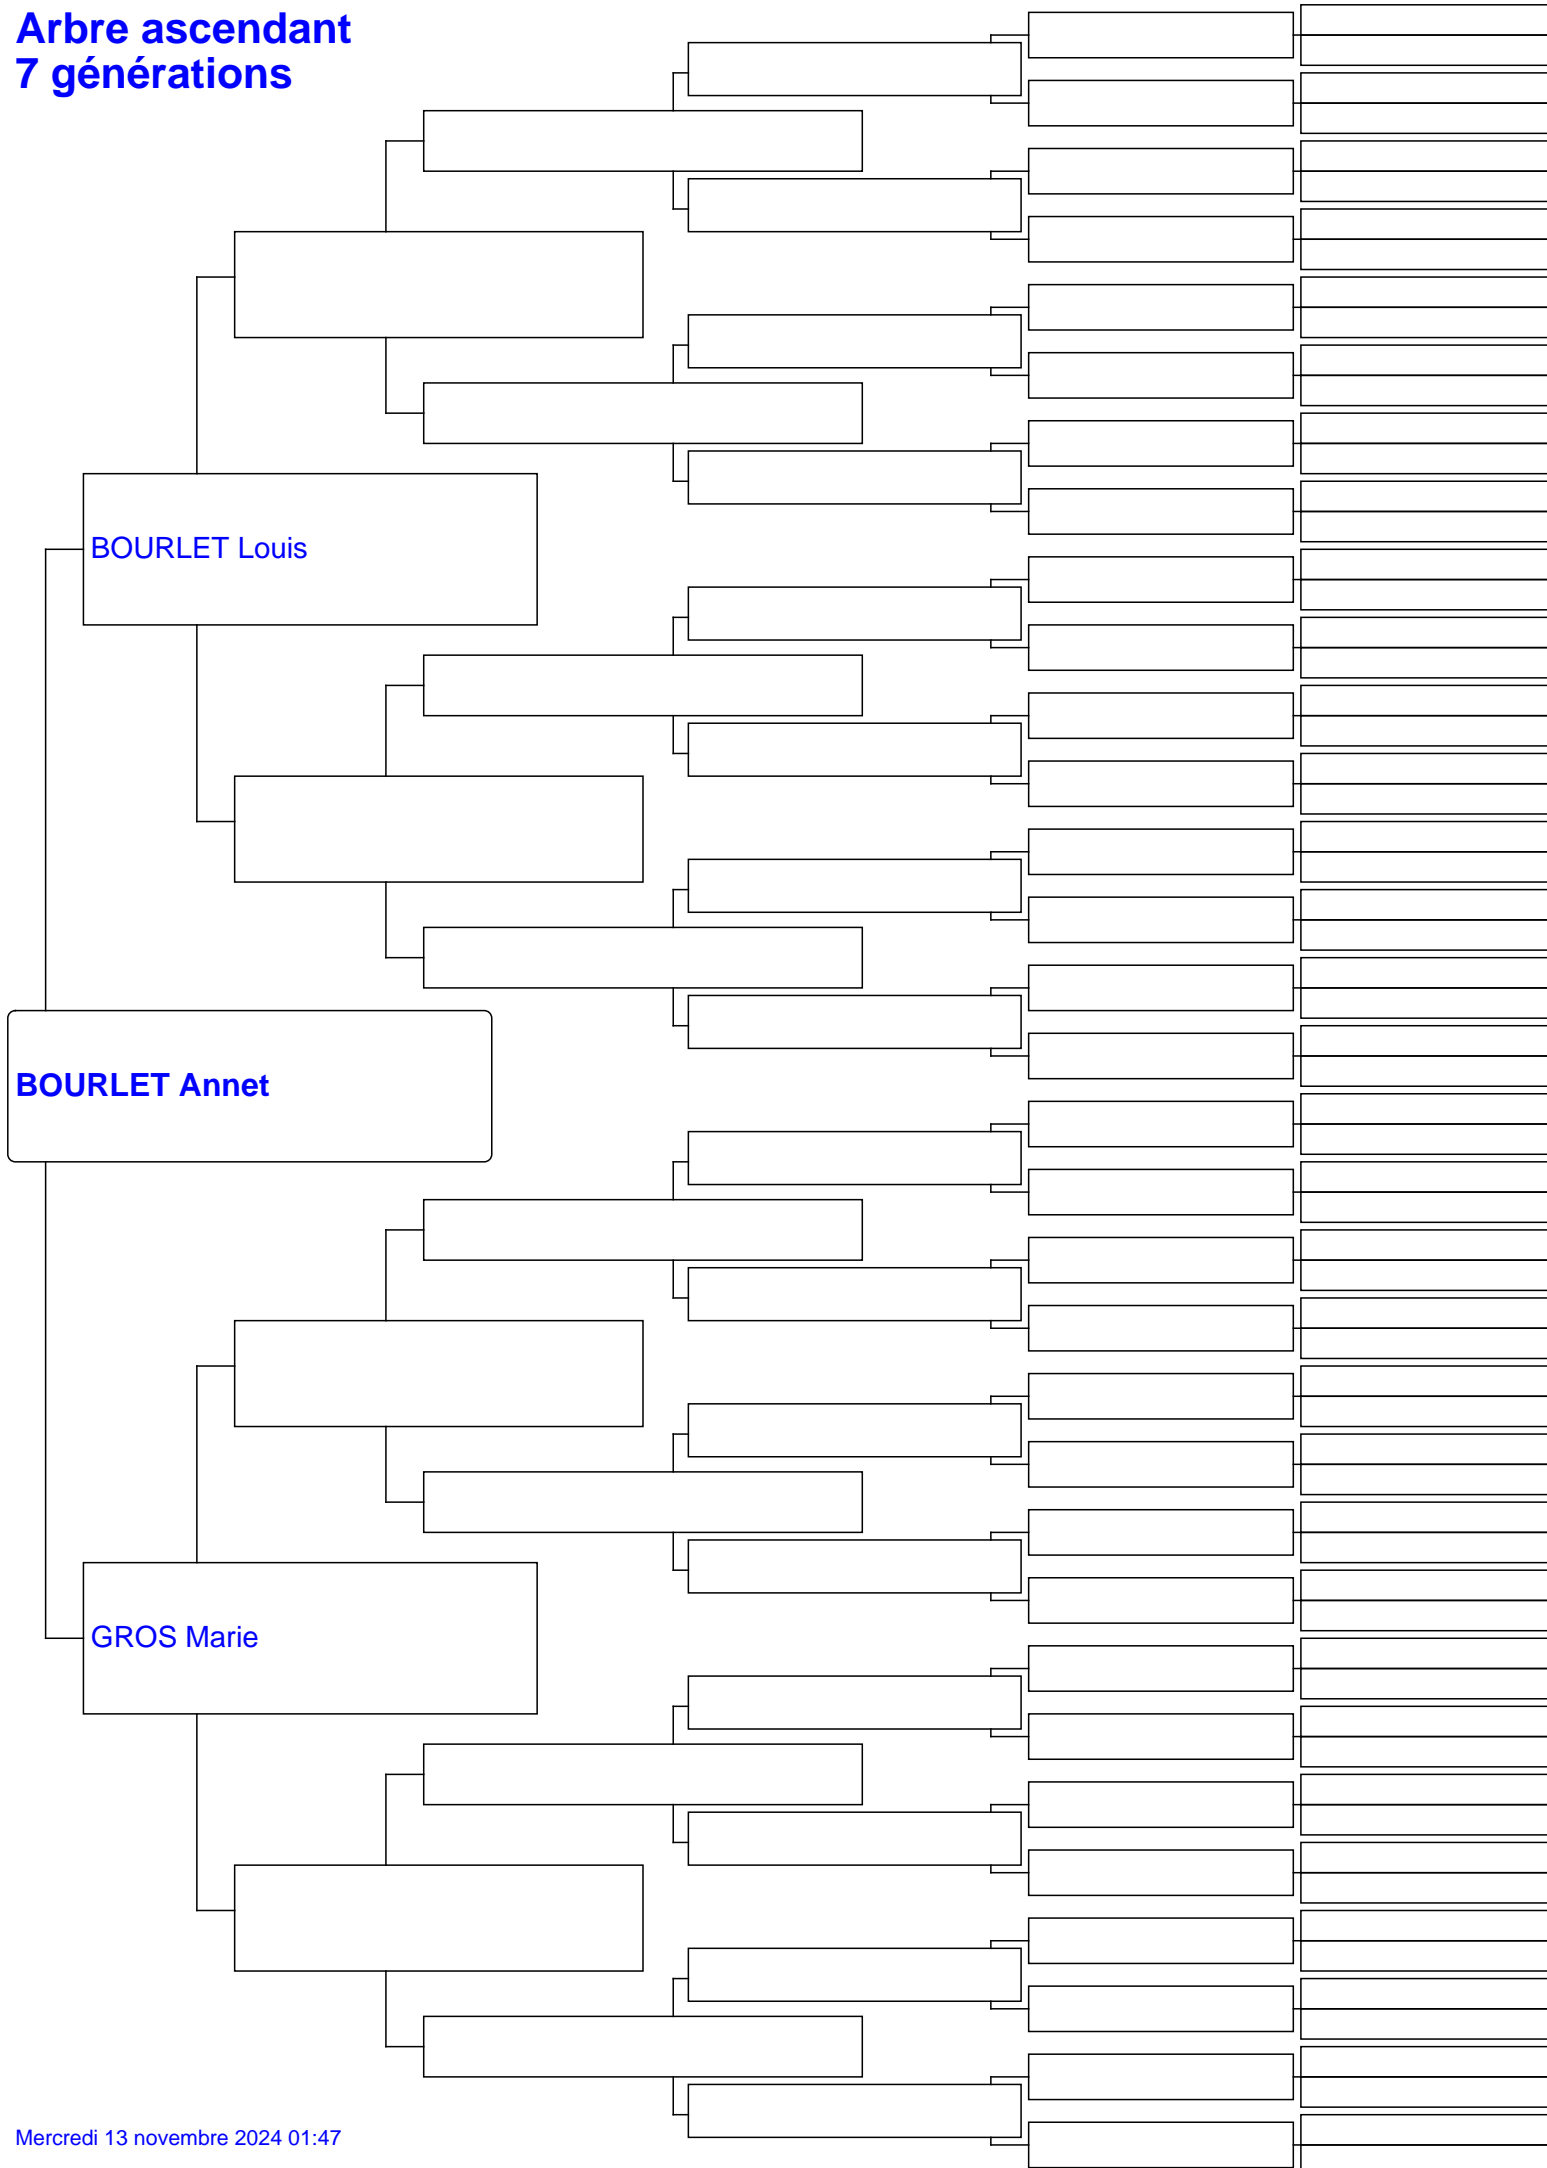 Arbre ascendant
7 générations
BOURLET Louis
BOURLET Annet
GROS Marie
Mercredi 13 novembre 2024 01:47